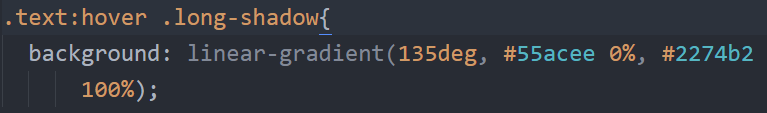 .text:hover .long-shadow{
background: linear-gradient(135deg, #55acee 0%, #2274b2
100%);